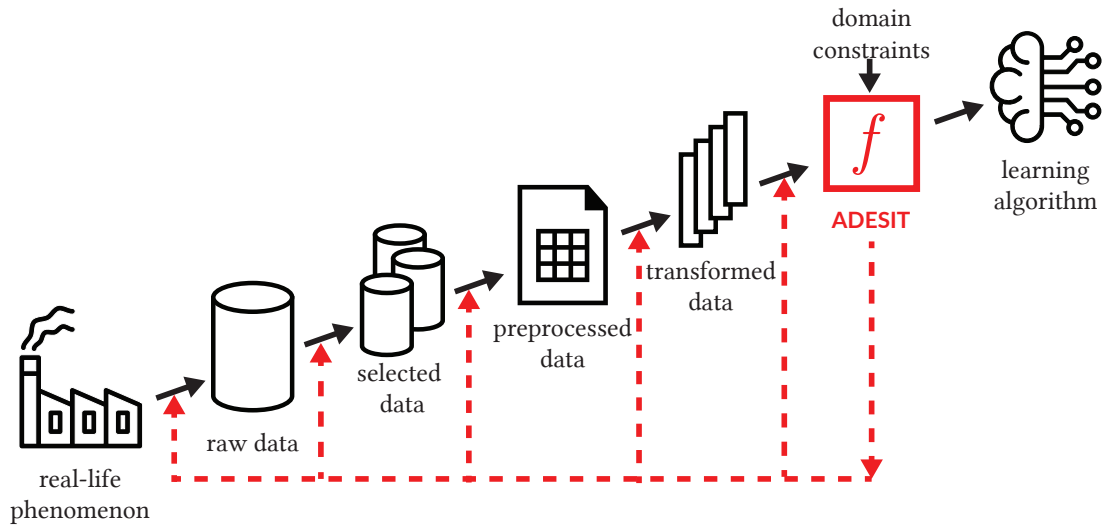 domain
constraints
f
learning
algorithm
ADESIT
transformed
data
preprocessed
data
selected
data
raw data
real-life
phenomenon